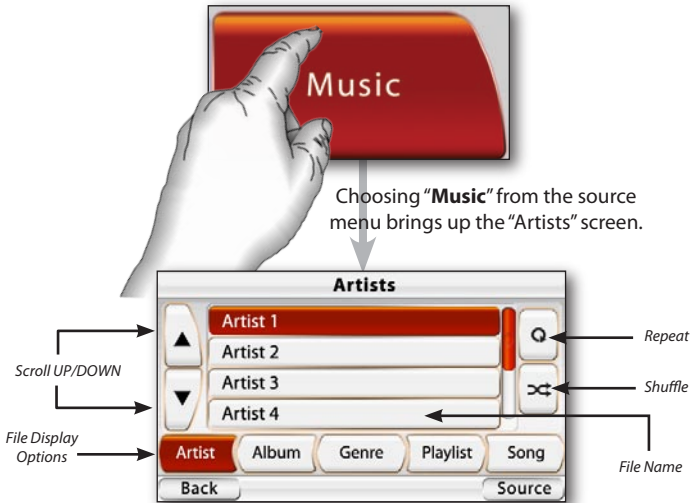 Music
Choosing “Music” from the source
menu brings up the “Artists” screen.
Artists
Artist 1
Artist 2
Artist 3
Artist 4
Repeat
Shuffle
Scroll UP/DOWN
File Display
Options
File Name
Artist Album Genre Playlist Song
Back Source